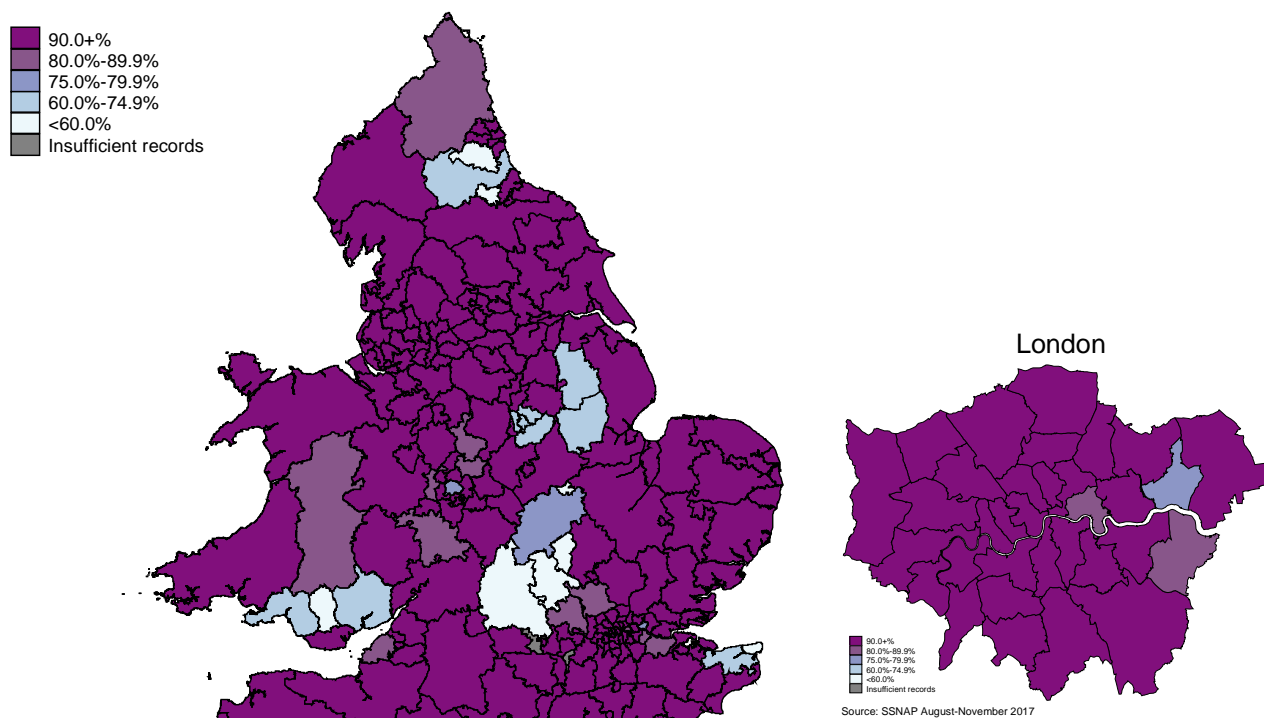 90.0+%
80.0%-89.9%
75.0%-79.9%
60.0%-74.9%
<60.0%
Insufficient records
London
90.0+%
80.0%-89.9%
75.0%-79.9%
60.0%-74.9%
<60.0%
Insufficient records
Source: SSNAP August-November 2017